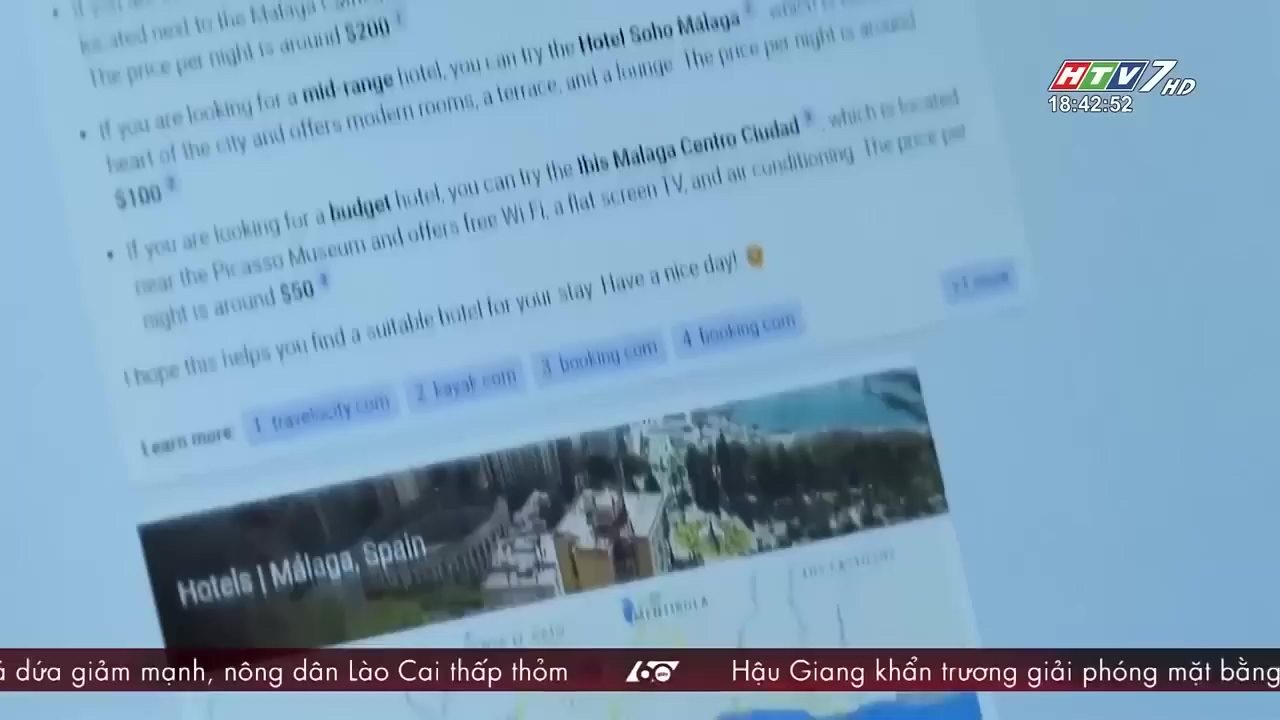 If you are
located next to the Malaga
The price per night is around $200
• If you are looking for a mid-range hotel, you can try the Hotel Soho Málaga , which is
heart of the city and offers modern rooms, a terrace, and a lounge The price per night is around
$100
• If you are looking for a budget hotel, you can try the Ibis Malaga Centro Ciudad , which is located
near the Picasso Museum and offers free Wi Fi, a flat screen TV, and air conditioning The price per
night is around $50
I hope this helps you find a suitable hotel for your stay Have a nice day!
Learn more 1 travelocity.com 2 kayak.com 3 booking.com 4 booking.com
Hotels | Málaga, Spain
HTV7 HD
18:42:52
á dứa giảm mạnh, nông dân Lào Cai thấp thỏm 60 Hậu Giang khẩn trương giải phóng mặt bằng